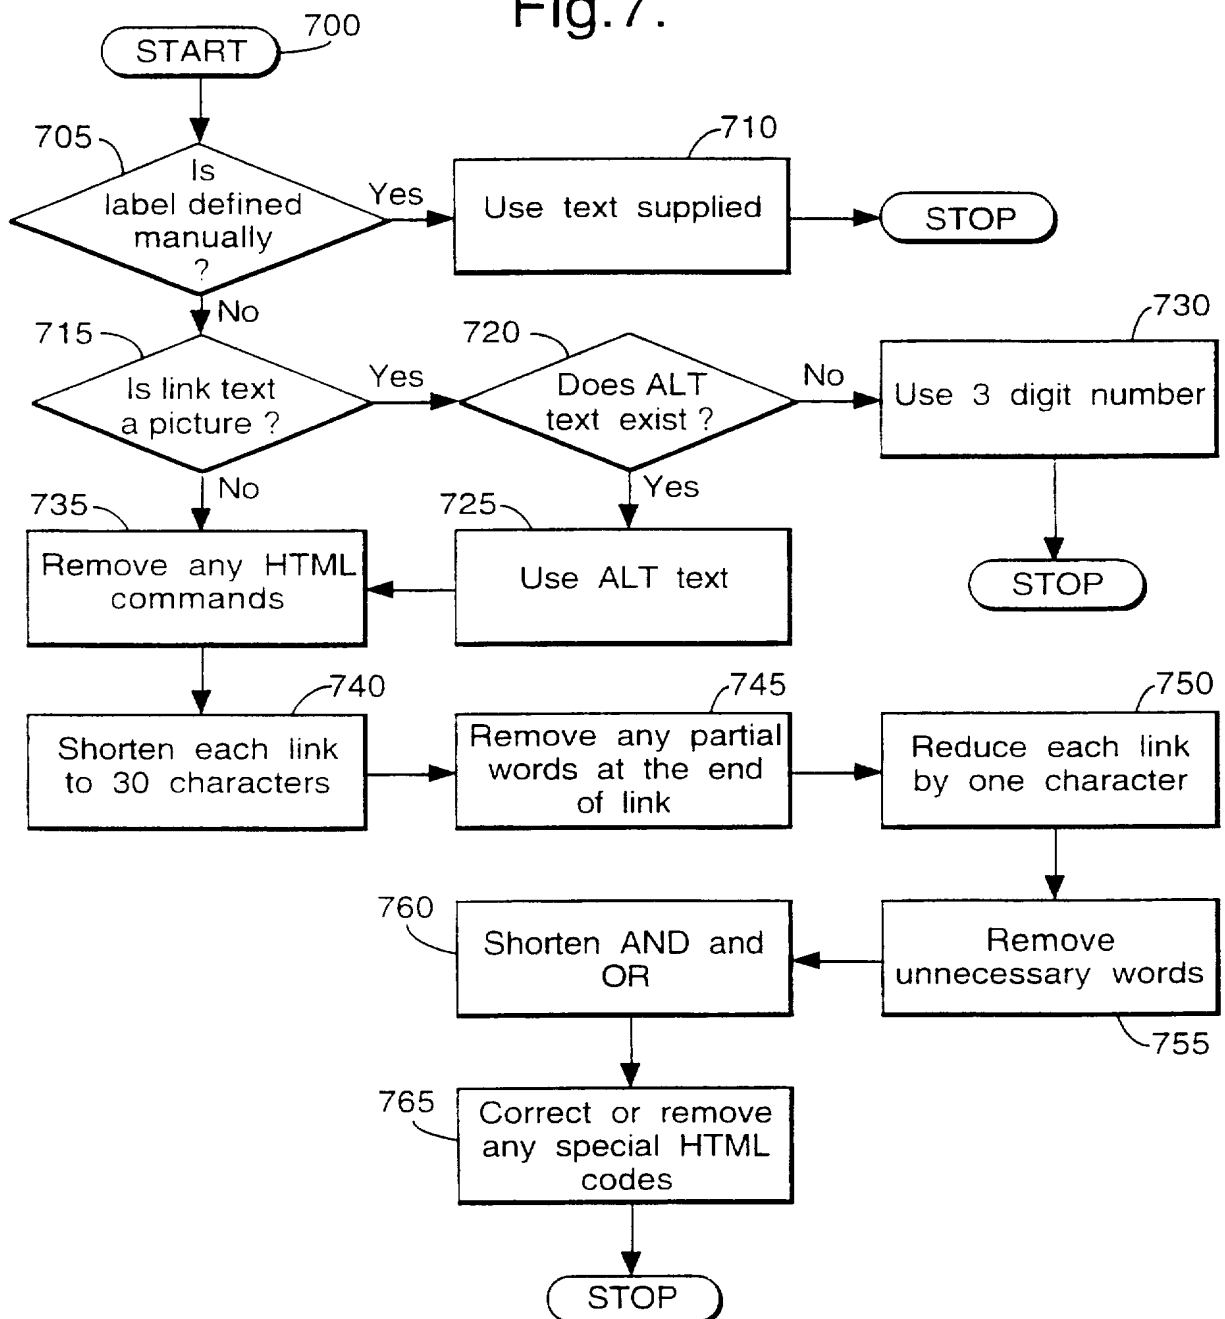 Fig.7.
700
START
705
Is
label defined
manually
?
Yes
710
Use text supplied
STOP
No
715
Is link text
a picture ?
Yes
720
Does ALT
text exist ?
No
730
Use 3 digit number
STOP
No
Yes
735
Remove any HTML
commands
725
Use ALT text
740
Shorten each link
to 30 characters
745
Remove any partial
words at the end
of link
750
Reduce each link
by one character
755
Remove
unnecessary words
760
Shorten AND and
OR
765
Correct or remove
any special HTML
codes
STOP